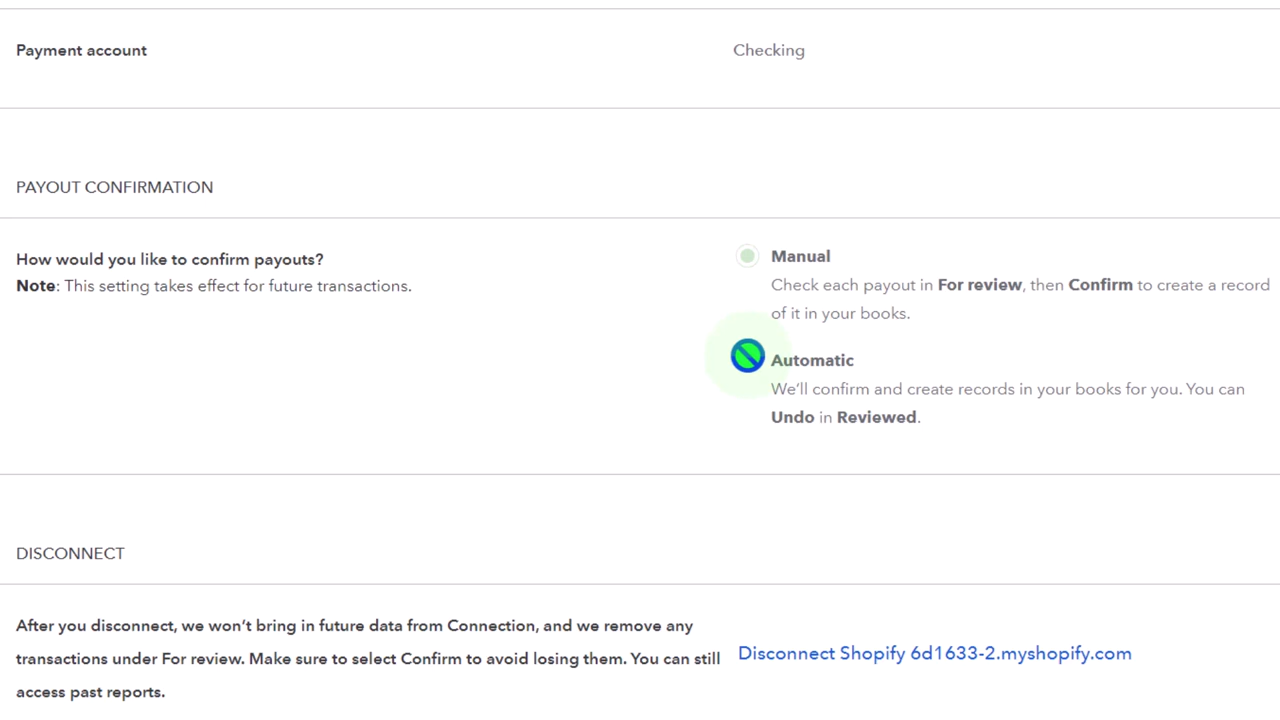 Payment account
Checking
PAYOUT CONFIRMATION
How would you like to confirm payouts?
Note: This setting takes effect for future transactions.
Manual
Check each payout in For review, then Confirm to create a record
of it in your books.
Automatic
We'll confirm and create records in your books for you. You can
Undo in Reviewed.
DISCONNECT
After you disconnect, we won't bring in future data from Connection, and we remove any
transactions under For review. Make sure to select Confirm to avoid losing them. You can still
access past reports.
Disconnect Shopify 6d1633-2.myshopify.com